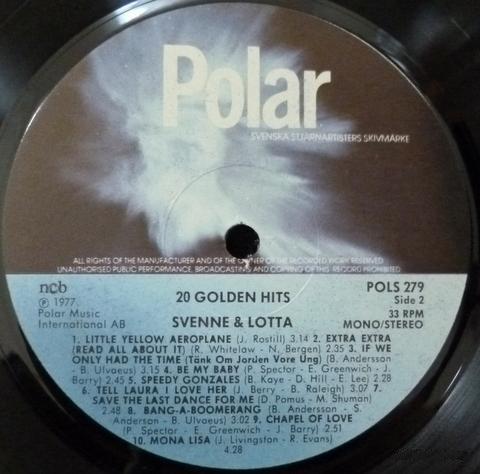 Polar
SVENSKA STJÄRNARTISTERS SKIVMÄRKE
ALL RIGHTS OF THE MANUFACTURER AND OF THE OWNER OF THE RECORDED WORK RESERVED
UNAUTHORISED PUBLIC PERFORMANCE, BROADCASTING AND COPYING OF THIS RECORD PROHIBITED
ncb
20 GOLDEN HITS
POLS 279
Side 2
℗ 1977
Polar Music
International AB
SVENNE & LOTTA
33 RPM
MONO/STEREO
1. LITTLE YELLOW AEROPLANE (J. Rostill) 3.14 2. EXTRA EXTRA
(READ ALL ABOUT IT) (R. Whitelaw - N. Bergen) 2.35 3. IF WE
ONLY HAD THE TIME (Tänk Om Jorden Vore Ung) (B. Andersson
- B. Ulvaeus) 3.15 4. BE MY BABY (P. Spector - E. Greenwich - J.
Barry) 2.45 5. SPEEDY GONZALES (B. Kaye - D. Hill - E. Lee) 2.28
6. TELL LAURA I LOVE HER (J. Berry - B. Raleigh) 3.07 7.
SAVE THE LAST DANCE FOR ME (D. Pomus - M. Shuman)
2.48 8. BANG-A-BOOMERANG (B. Andersson - S.
Andersson - B. Ulvaeus) 3.02 9. CHAPEL OF LOVE
(P. Spector - E. Greenwich - J. Barry) 2.51
10. MONA LISA (J. Livingston - R. Evans)
4.28